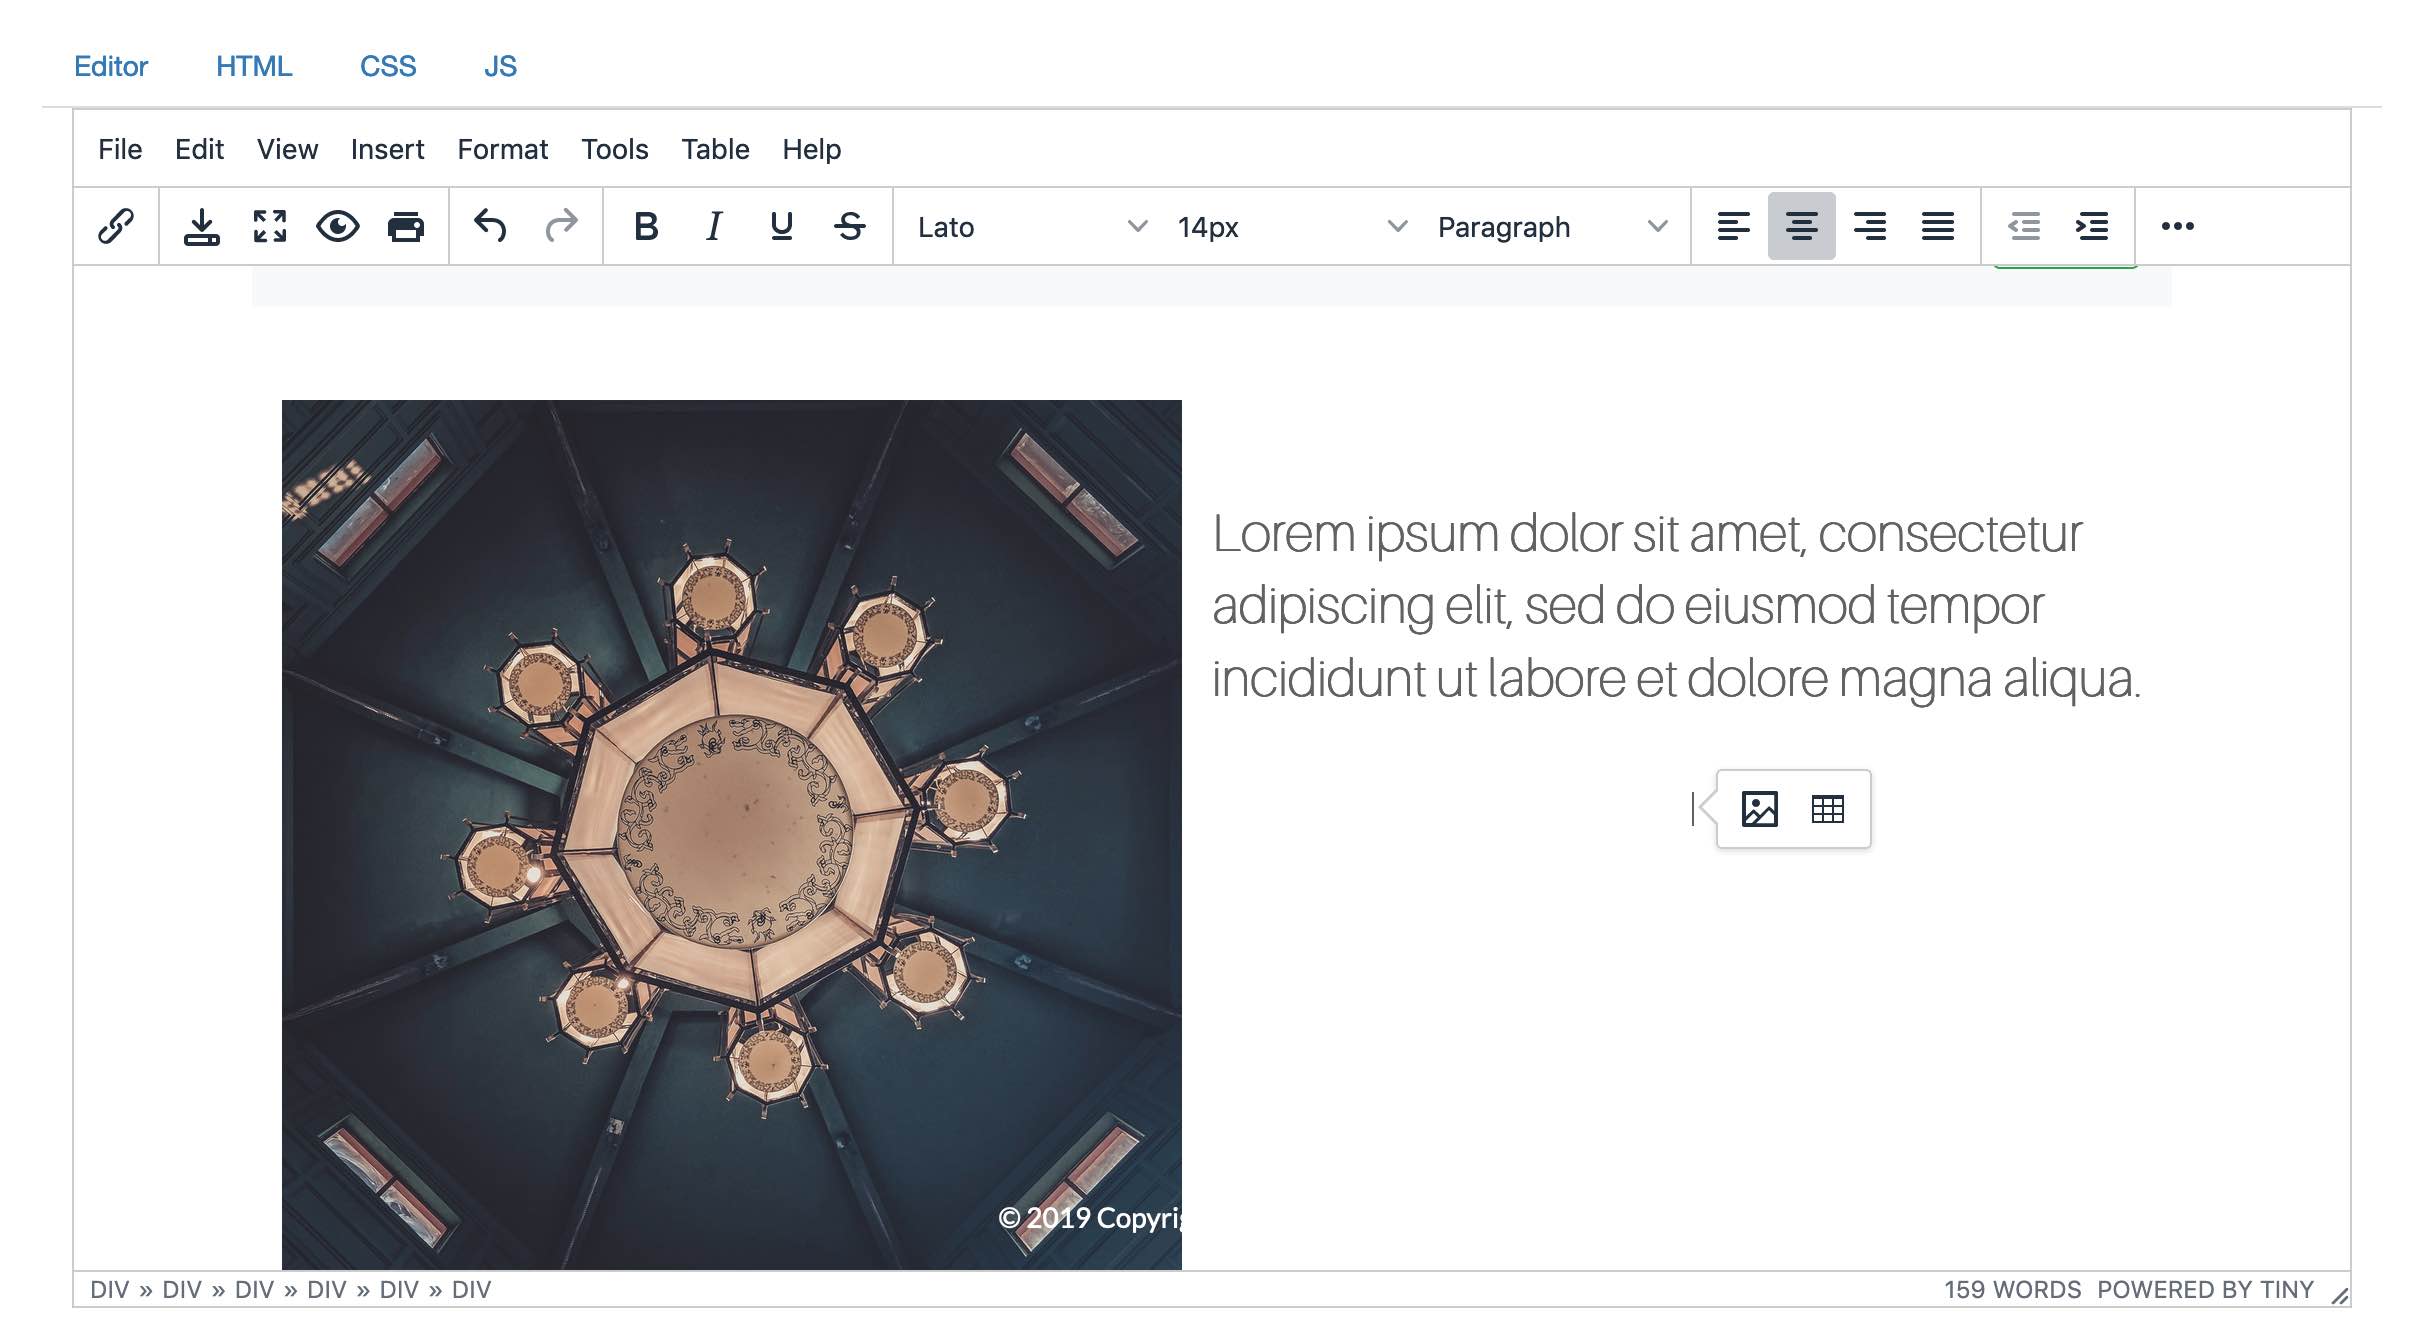 Editor HTML CSS JS
File Edit View Insert Format Tools Table Help
B I U S Lato 14px Paragraph
Lorem ipsum dolor sit amet, consectetur
adipiscing elit, sed do eiusmod tempor
incididunt ut labore et dolore magna aliqua.
© 2019
DIV » DIV » DIV » DIV » DIV » DIV
159 WORDS POWERED BY TINY